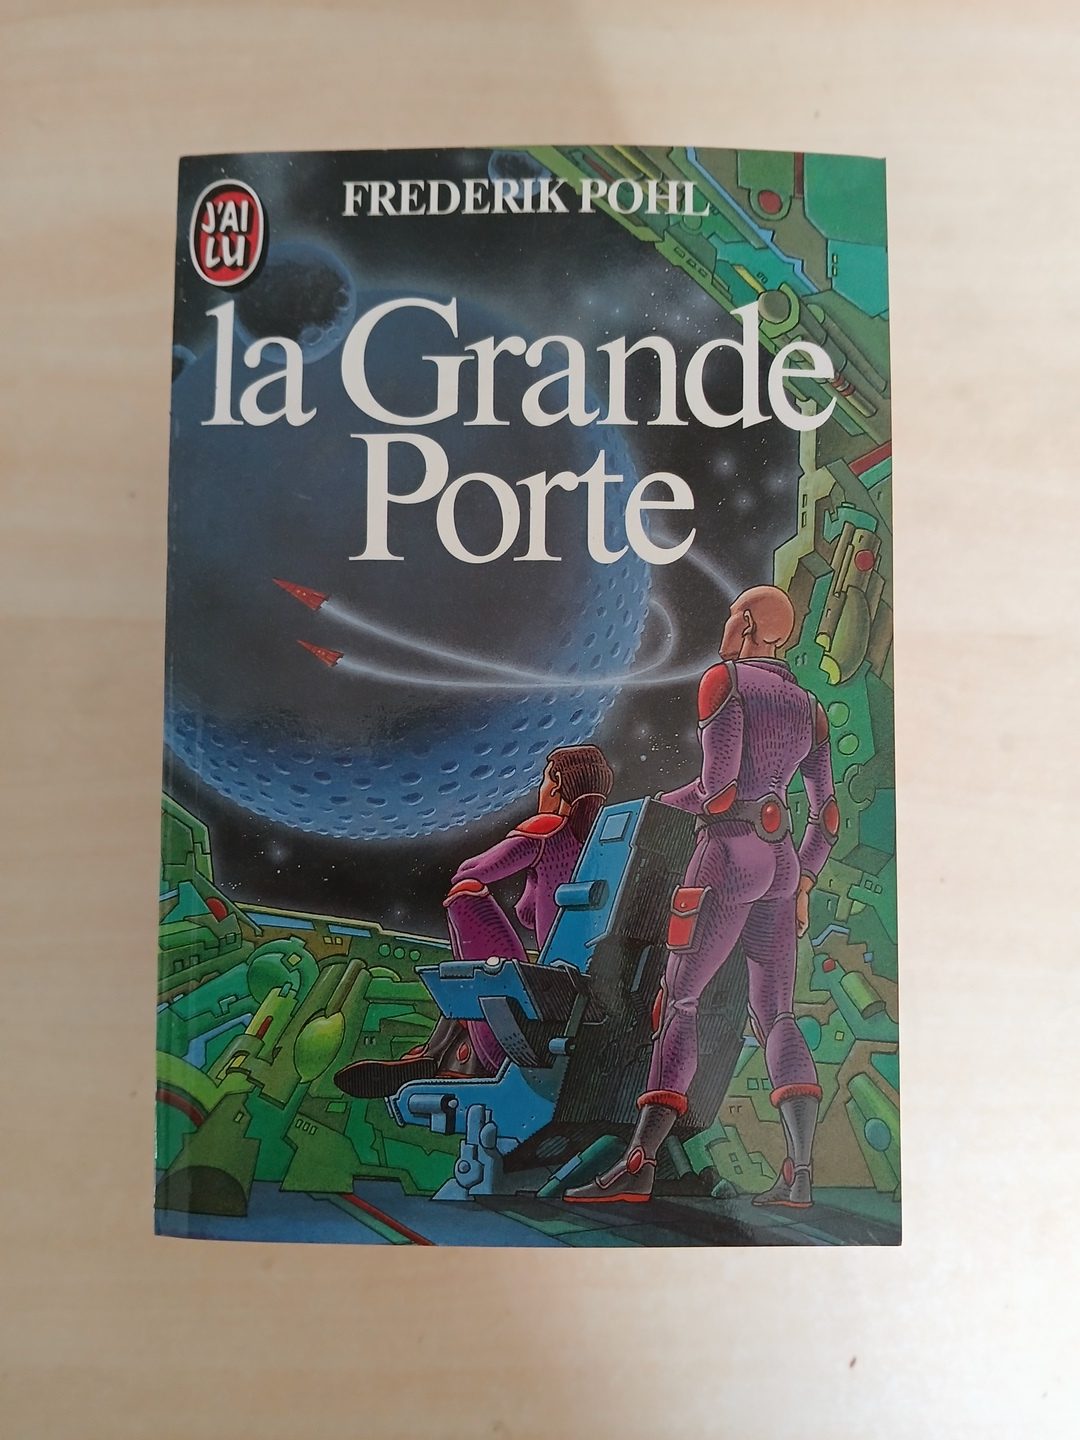 J'AI
LU
FREDERIK POHL
la Grande
Porte